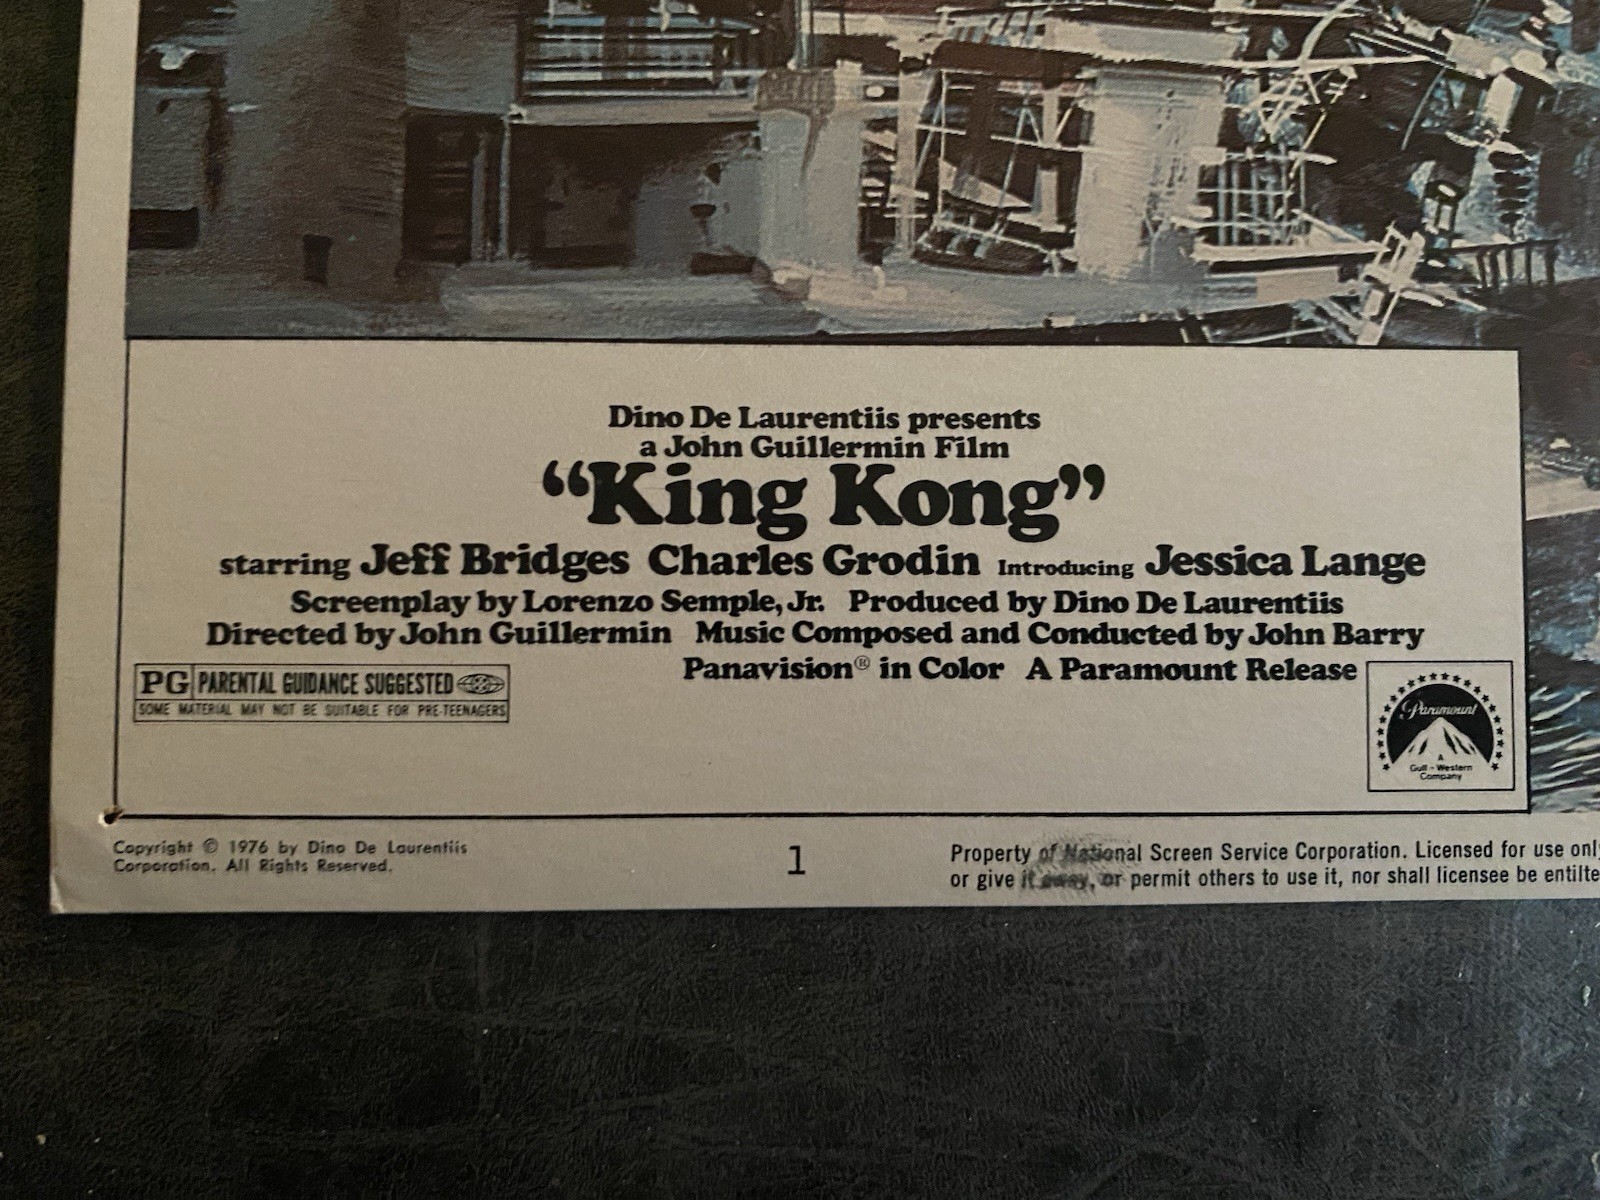 Dino De Laurentiis presents
a John Guillermin Film
“King Kong”
starring Jeff Bridges Charles Grodin Introducing Jessica Lange
Screenplay by Lorenzo Semple, Jr. Produced by Dino De Laurentiis
Directed by John Guillermin Music Composed and Conducted by John Barry
Panavision® in Color A Paramount Release
PG PARENTAL GUIDANCE SUGGESTED
SOME MATERIAL MAY NOT BE SUITABLE FOR PRE-TEENAGERS
Paramount
A
Gulf + Western
Company
Copyright © 1976 by Dino De Laurentiis
Corporation. All Rights Reserved.
1
Property of National Screen Service Corporation. Licensed for use onl
or give it away, or permit others to use it, nor shall licensee be entitle